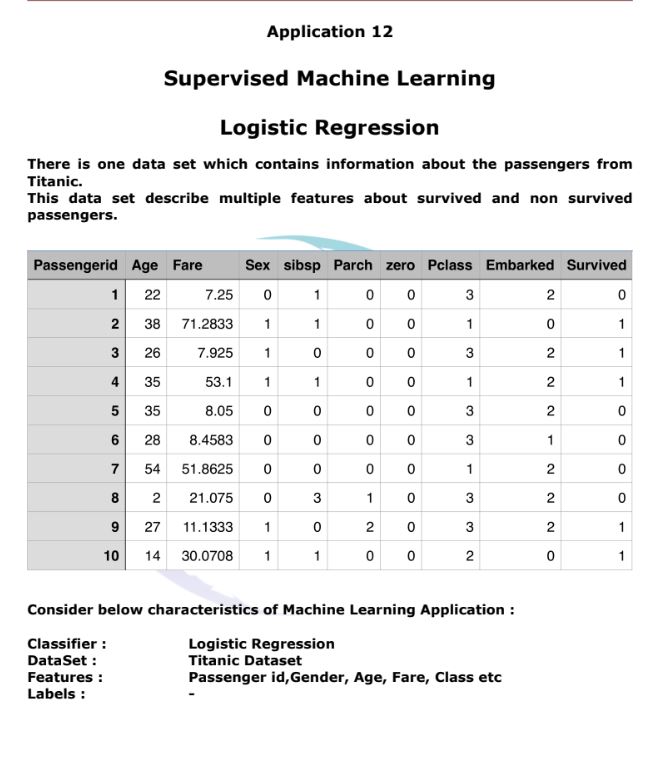 Application 12
Supervised Machine Learning
Logistic Regression
There is one data set which contains information about the passengers from
Titanic.
This data set describe multiple features about survived and non survived
passengers.
Passengerid Age Fare Sex sibsp Parch zero Pclass Embarked Survived
1 22 7.25 0 1 0 0 3 2 0
2 38 71.2833 1 1 0 0 1 0 1
3 26 7.925 1 0 0 0 3 2 1
4 35 53.1 1 1 0 0 1 2 1
5 35 8.05 0 0 0 0 3 2 0
6 28 8.4583 0 0 0 0 3 1 0
7 54 51.8625 0 0 0 0 1 2 0
8 2 21.075 0 3 1 0 3 2 0
9 27 11.1333 1 0 2 0 3 2 1
10 14 30.0708 1 1 0 0 2 0 1
Consider below characteristics of Machine Learning Application :
Classifier : Logistic Regression
DataSet : Titanic Dataset
Features : Passenger id,Gender, Age, Fare, Class etc
Labels : -